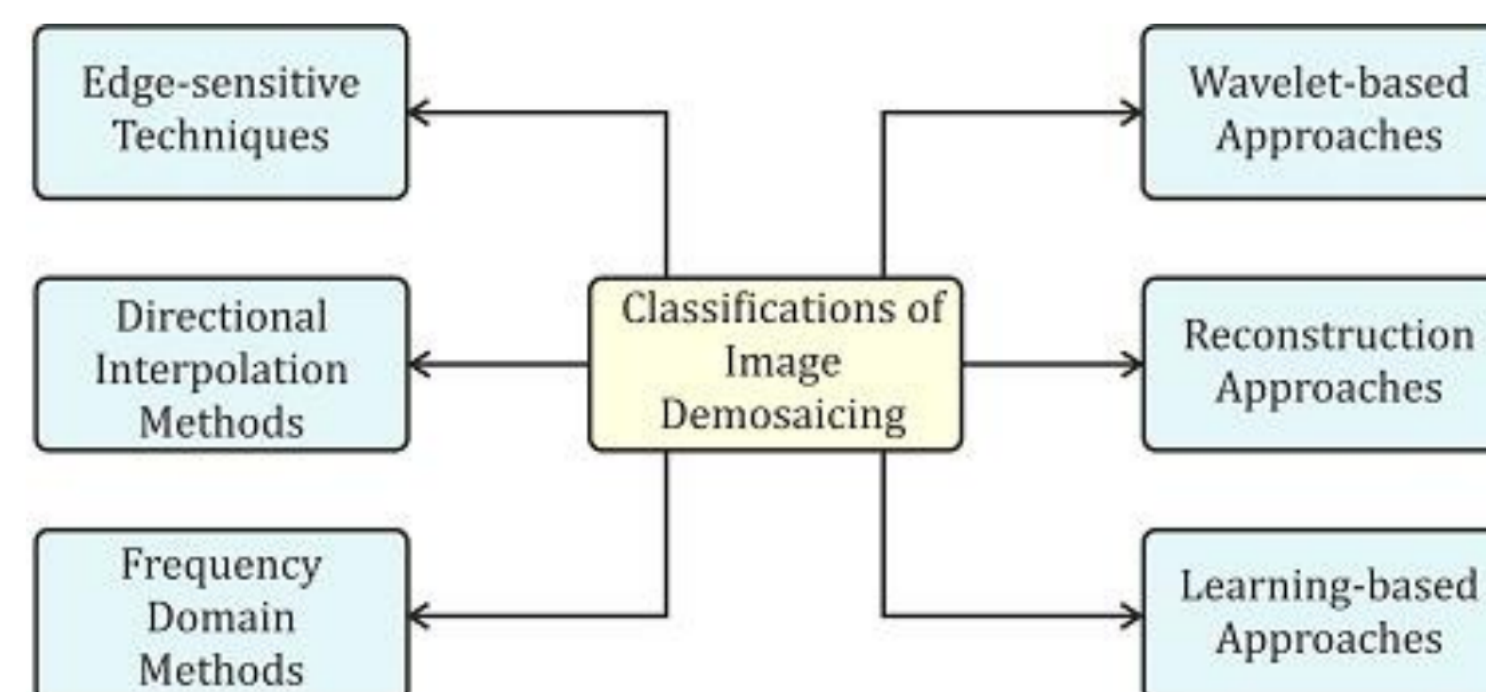 Edge-sensitive
Techniques
Directional
Interpolation
Methods
Frequency
Domain
Methods
Classifications of
Image
Demosaicing
Wavelet-based
Approaches
Reconstruction
Approaches
Learning-based
Approaches